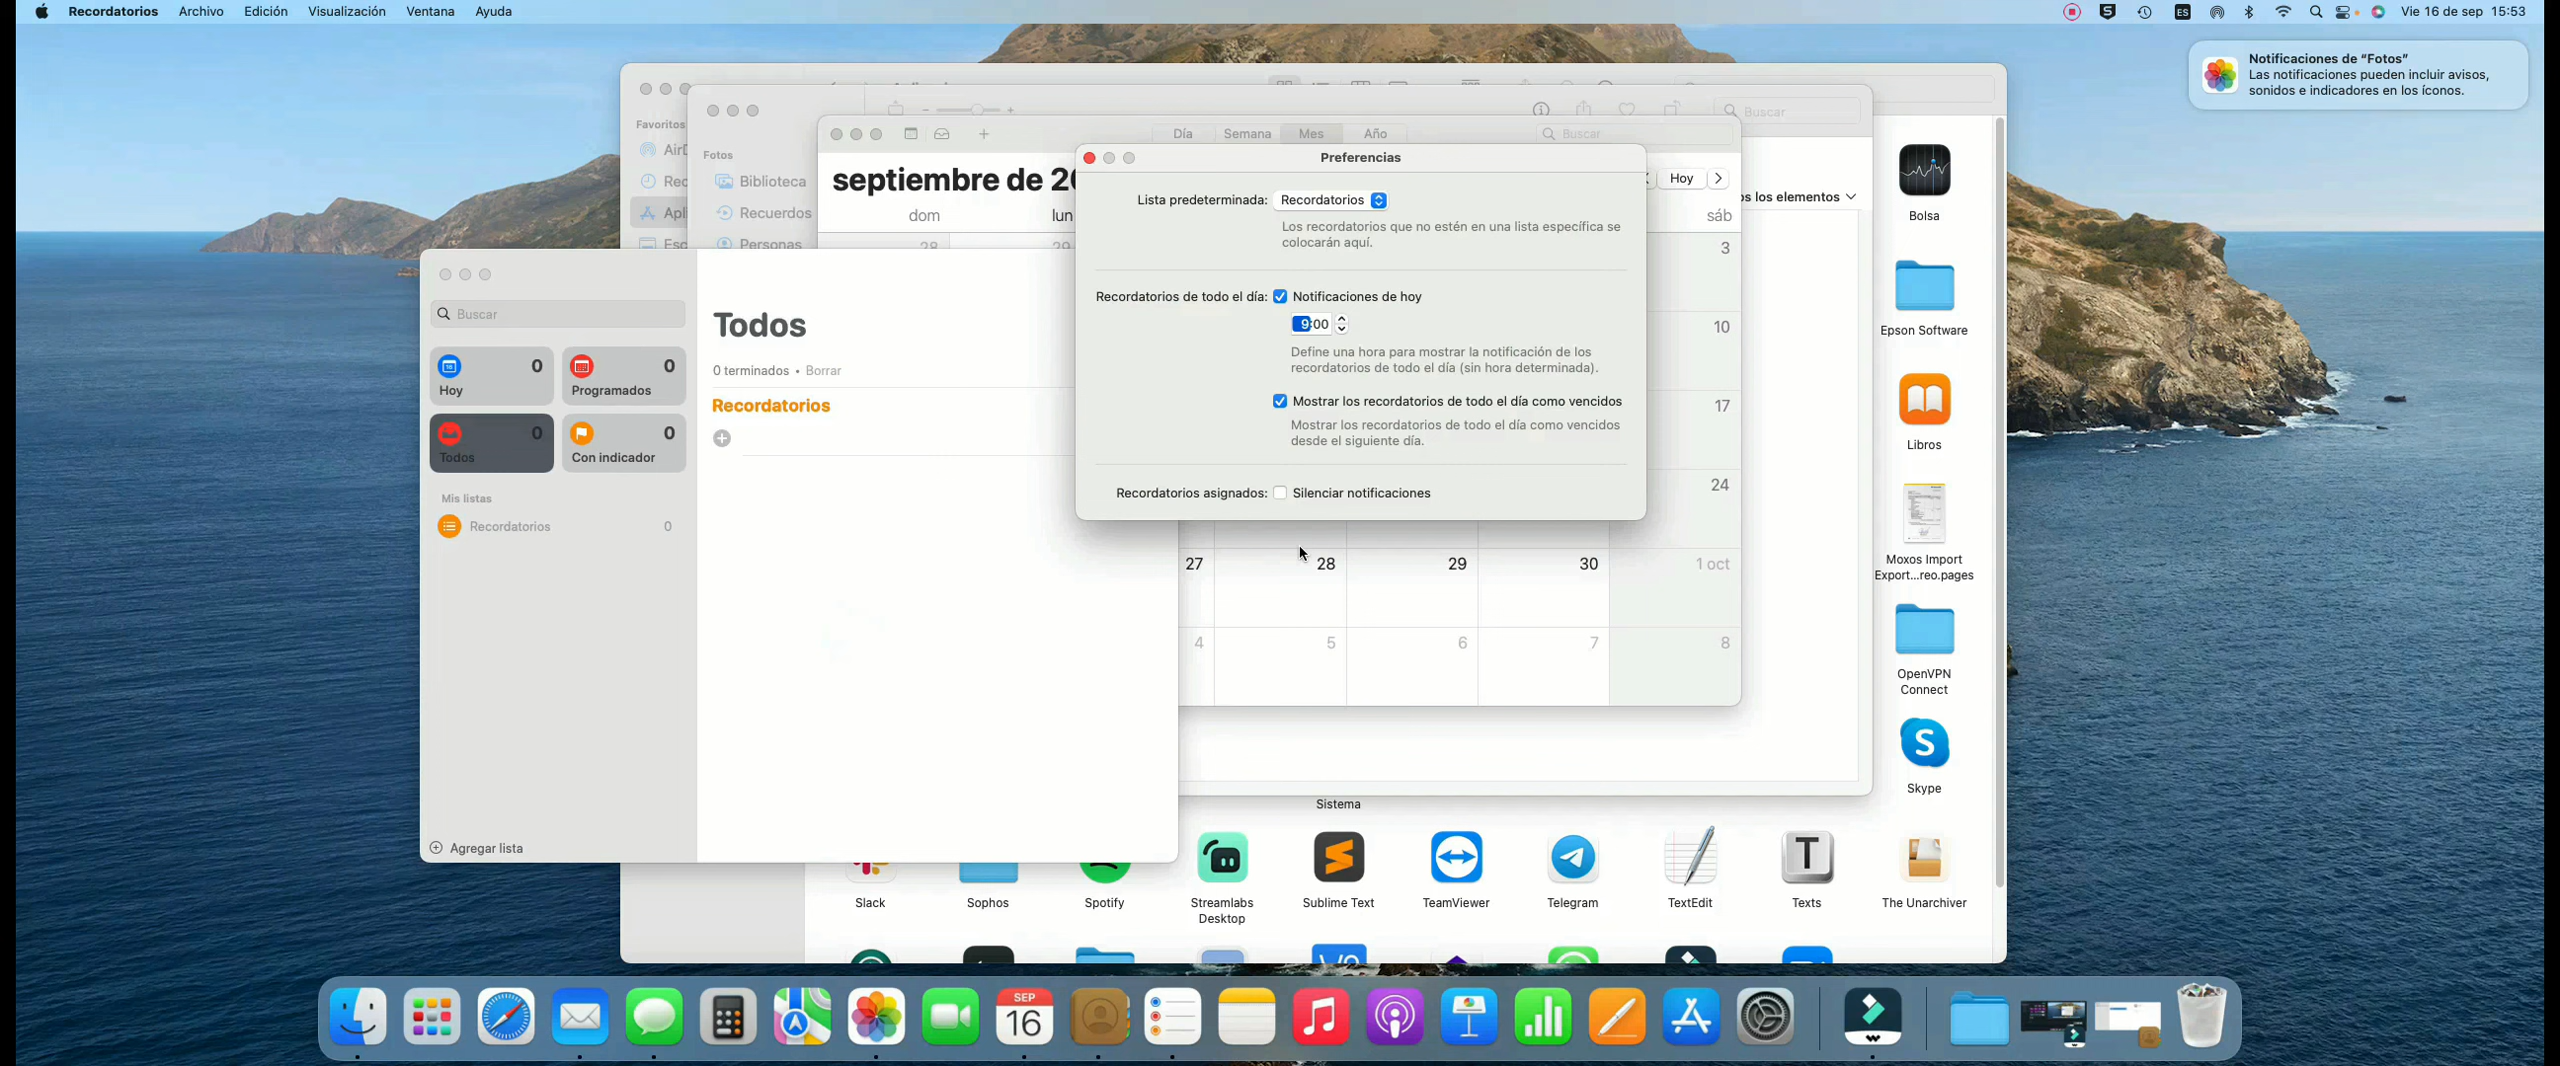 Recordatorios Archivo Edición Visualización Ventana Ayuda
ES Vie 16 de sep 15:53
Notificaciones de "Fotos"
Las notificaciones pueden incluir avisos,
sonidos e indicadores en los íconos.
Favoritos
Fotos
Biblioteca
Recuerdos
Personas
Buscar
Día Semana Mes Año Buscar
septiembre de
Hoy
dom lun sáb
28 29 3
10
17
24
27 28 29 30 1 oct
4 5 6 7 8
os los elementos
Preferencias
Lista predeterminada: Recordatorios
Los recordatorios que no estén en una lista específica se
colocarán aquí.
Recordatorios de todo el día: Notificaciones de hoy
9:00
Define una hora para mostrar la notificación de los
recordatorios de todo el día (sin hora determinada).
Mostrar los recordatorios de todo el día como vencidos
Mostrar los recordatorios de todo el día como vencidos
desde el siguiente día.
Recordatorios asignados: Silenciar notificaciones
Buscar
0 Hoy
0 Programados
0 Todos
0 Con indicador
Mis listas
Recordatorios 0
Agregar lista
Todos
0 terminados • Borrar
Recordatorios
Bolsa
Epson Software
Libros
Moxos Import
Export...reo.pages
OpenVPN
Connect
Skype
Sistema
Slack
Sophos
Spotify
Streamlabs
Desktop
Sublime Text
TeamViewer
Telegram
TextEdit
Texts
The Unarchiver
SEP
16